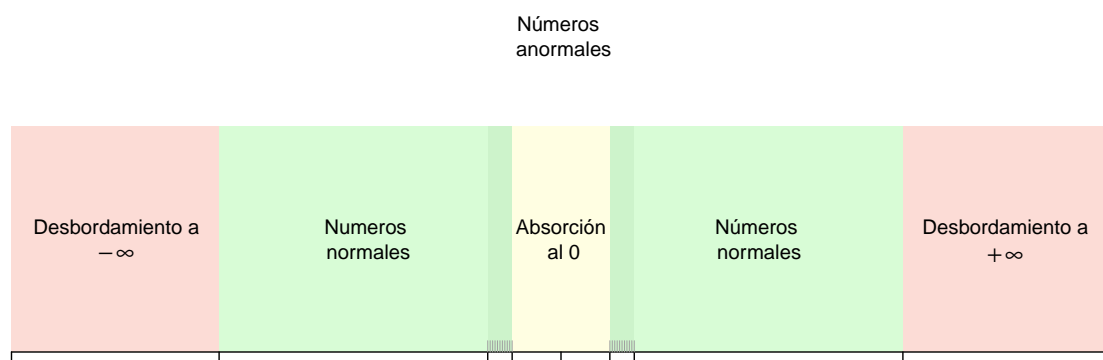 Números
anormales
Desbordamiento a
−∞
Numeros
normales
Absorción
al 0
Números
normales
Desbordamiento a
+∞